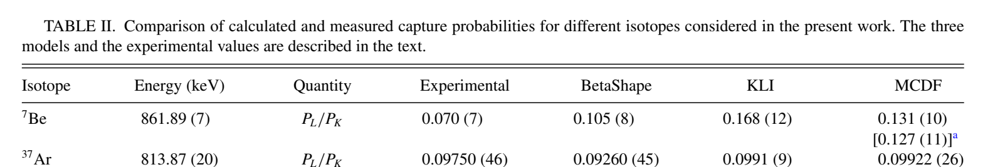 TABLE II. Comparison of calculated and measured capture probabilities for different isotopes considered in the present work. The three
models and the experimental values are described in the text.
Isotope Energy (keV) Quantity Experimental BetaShape KLI MCDF
⁷Be 861.89 (7) P_L/P_K 0.070 (7) 0.105 (8) 0.168 (12) 0.131 (10)
[0.127 (11)]ᵃ
³⁷Ar 813.87 (20) P_L/P_K 0.09750 (46) 0.09260 (45) 0.0991 (9) 0.09922 (26)